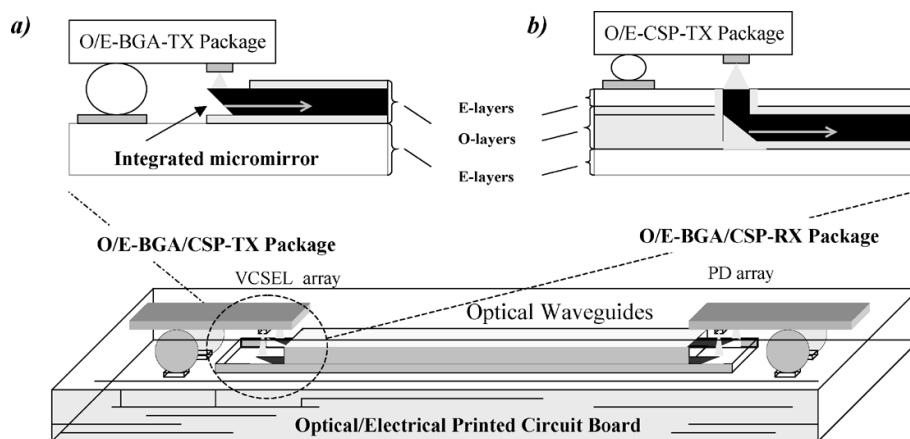 a)
O/E-BGA-TX Package
b)
O/E-CSP-TX Package
E-layers
O-layers
E-layers
Integrated micromirror
O/E-BGA/CSP-TX Package
O/E-BGA/CSP-RX Package
VCSEL array
PD array
Optical Waveguides
Optical/Electrical Printed Circuit Board